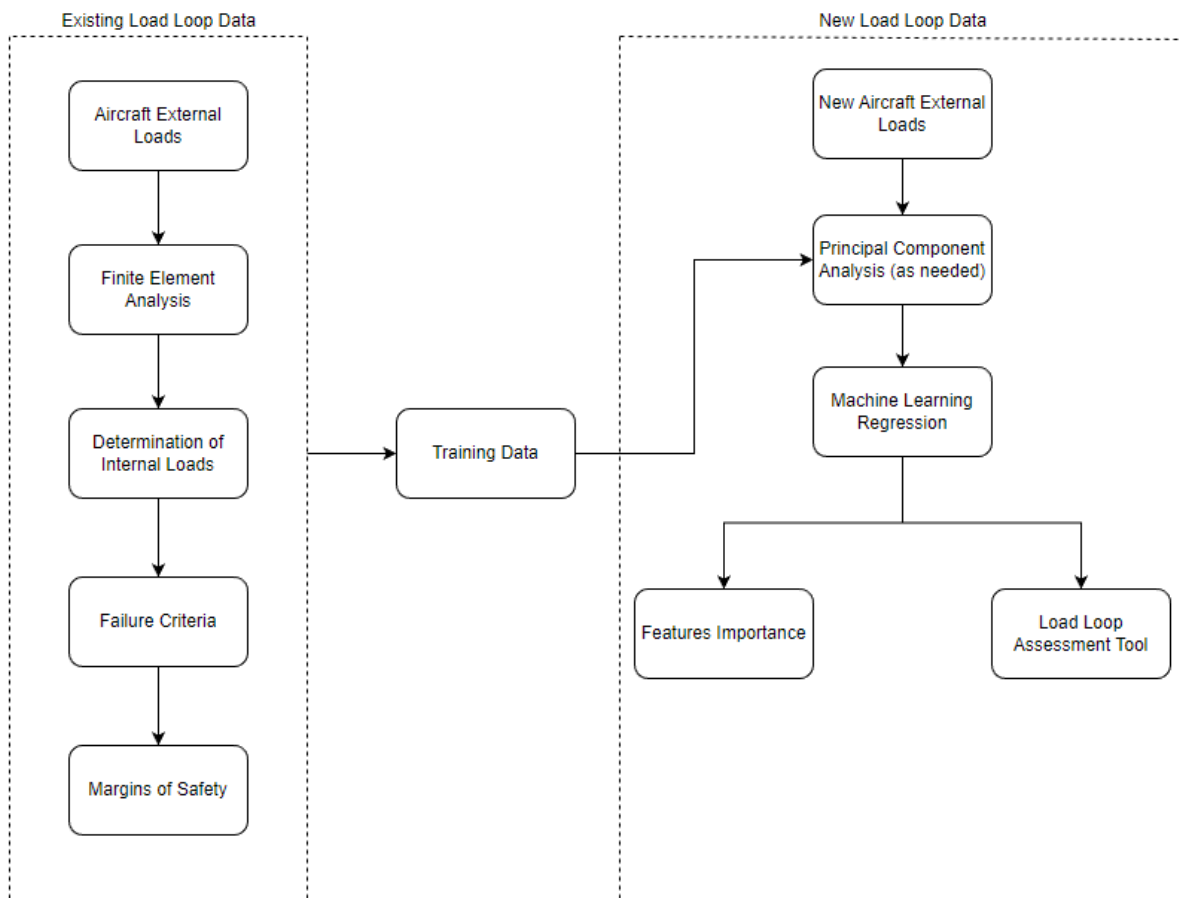 Existing Load Loop Data
Aircraft External
Loads
Finite Element
Analysis
Determination of
Internal Loads
Failure Criteria
Margins of Safety
Training Data
New Load Loop Data
New Aircraft External
Loads
Principal Component
Analysis (as needed)
Machine Learning
Regression
Features Importance
Load Loop
Assessment Tool